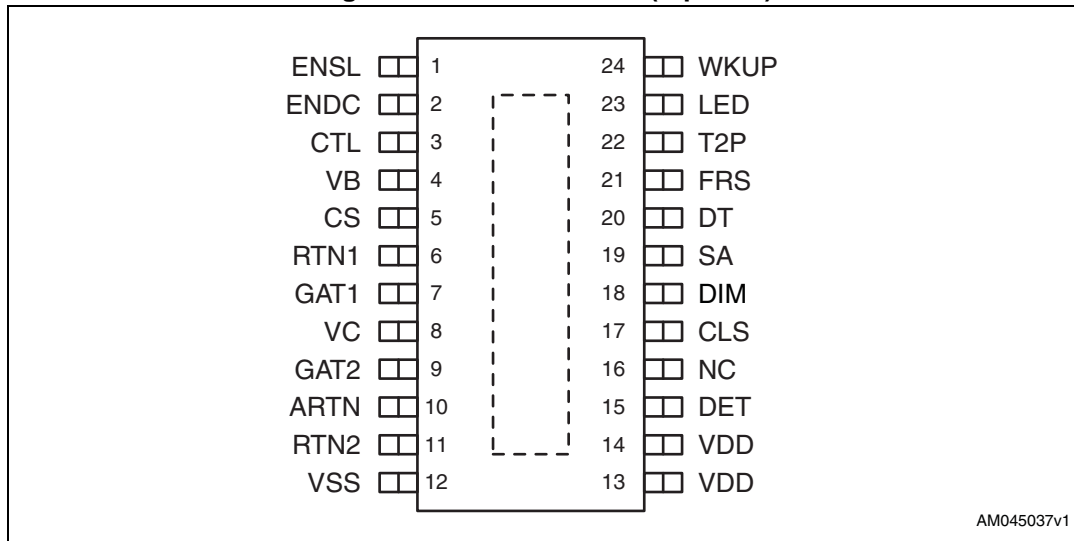 ENSL 1 24 WKUP
ENDC 2 23 LED
CTL 3 22 T2P
VB 4 21 FRS
CS 5 20 DT
RTN1 6 19 SA
GAT1 7 18 DIM
VC 8 17 CLS
GAT2 9 16 NC
ARTN 10 15 DET
RTN2 11 14 VDD
VSS 12 13 VDD
AM045037v1